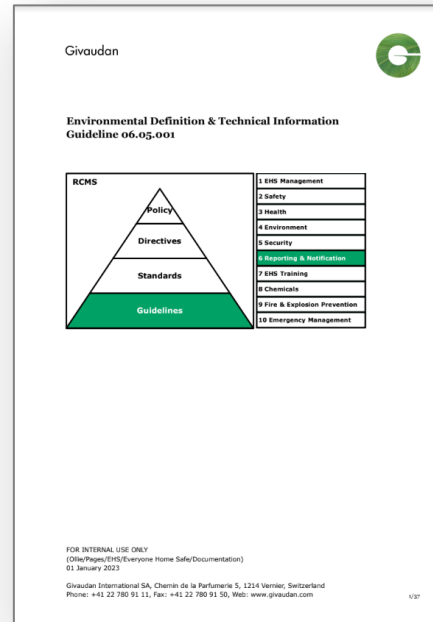 Givaudan
Environmental Definition & Technical Information
Guideline 06.05.001
RCMS
Policy
Directives
Standards
Guidelines
1 EHS Management
2 Safety
3 Health
4 Environment
5 Security
6 Reporting & Notification
7 EHS Training
8 Chemicals
9 Fire & Explosion Prevention
10 Emergency Management
FOR INTERNAL USE ONLY
(Ollie/Pages/EHS/Everyone Home Safe/Documentation)
01 January 2023
Givaudan International SA, Chemin de la Parfumerie 5, 1214 Vernier, Switzerland
Phone: +41 22 780 91 11, Fax: +41 22 780 91 50, Web: www.givaudan.com
1/37